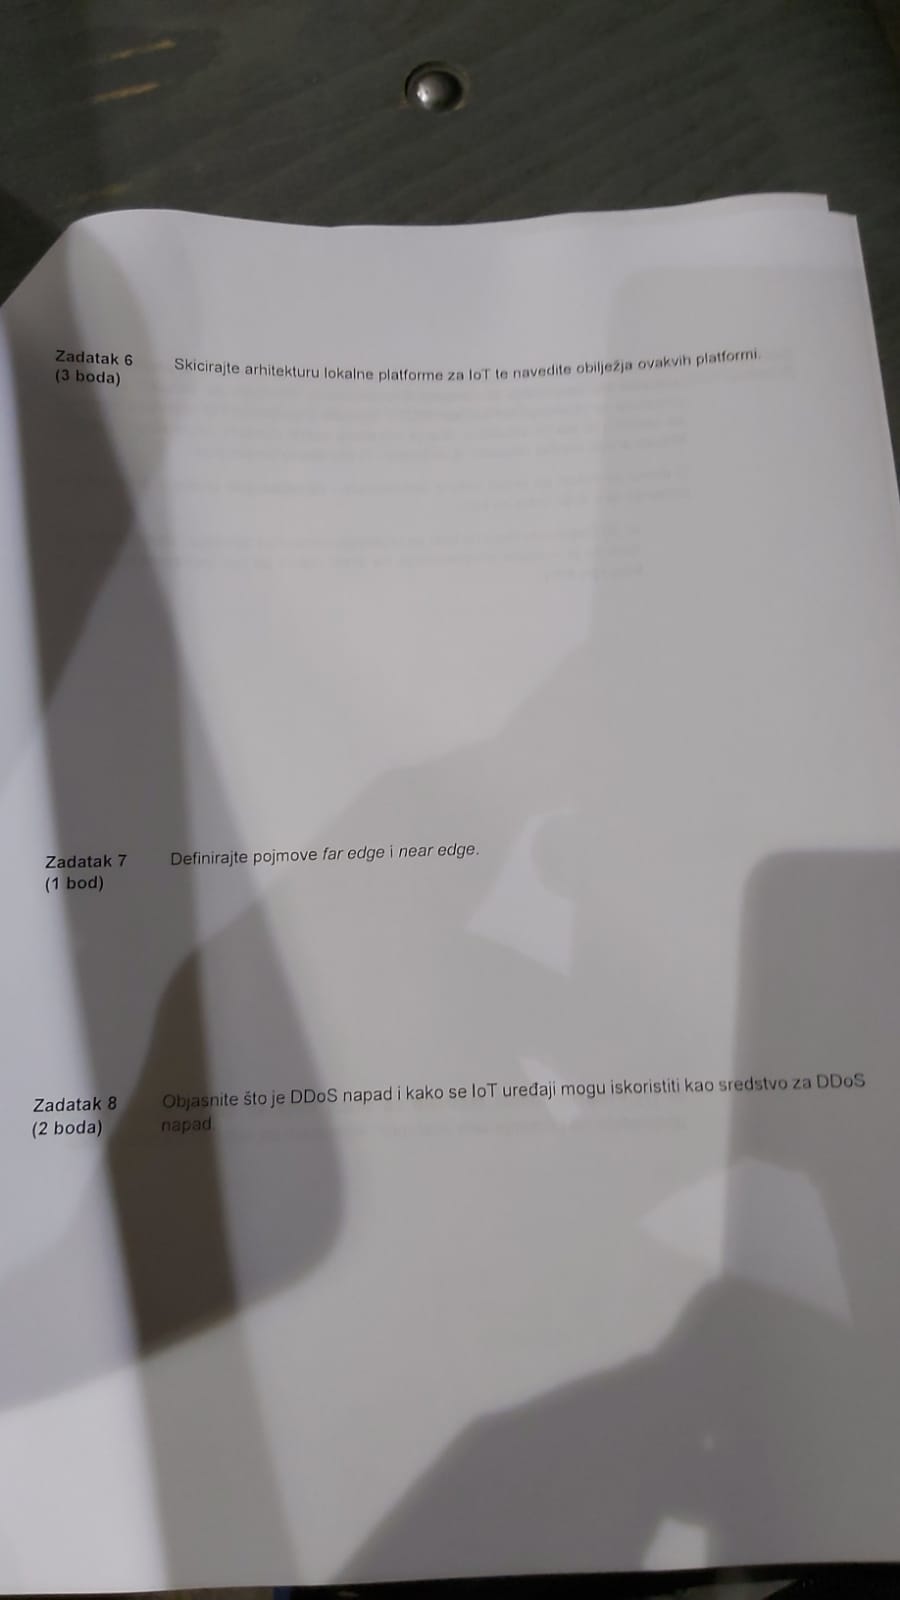 Zadatak 6 Skicirajte arhitekturu lokalne platforme za IoT te navedite obilježja ovakvih platformi.
(3 boda)
Zadatak 7 Definirajte pojmove far edge i near edge.
(1 bod)
Zadatak 8 Objasnite što je DDoS napad i kako se IoT uređaji mogu iskoristiti kao sredstvo za DDoS
(2 boda) napad.